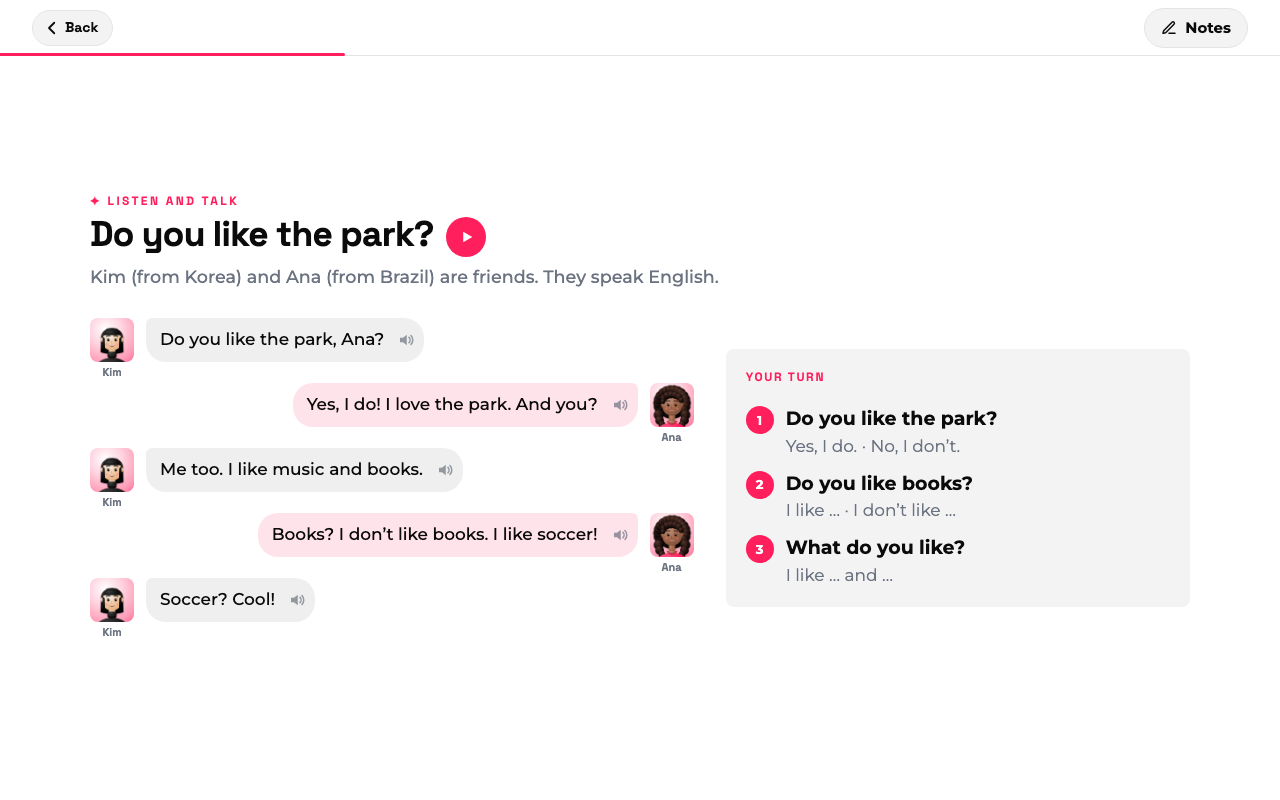 Back
Notes
LISTEN AND TALK
Do you like the park?
Kim (from Korea) and Ana (from Brazil) are friends. They speak English.
Do you like the park, Ana?
Kim
Yes, I do! I love the park. And you?
Ana
Me too. I like music and books.
Kim
Books? I don’t like books. I like soccer!
Ana
Soccer? Cool!
Kim
YOUR TURN
1 Do you like the park?
Yes, I do. · No, I don’t.
2 Do you like books?
I like ... · I don’t like ...
3 What do you like?
I like ... and ...